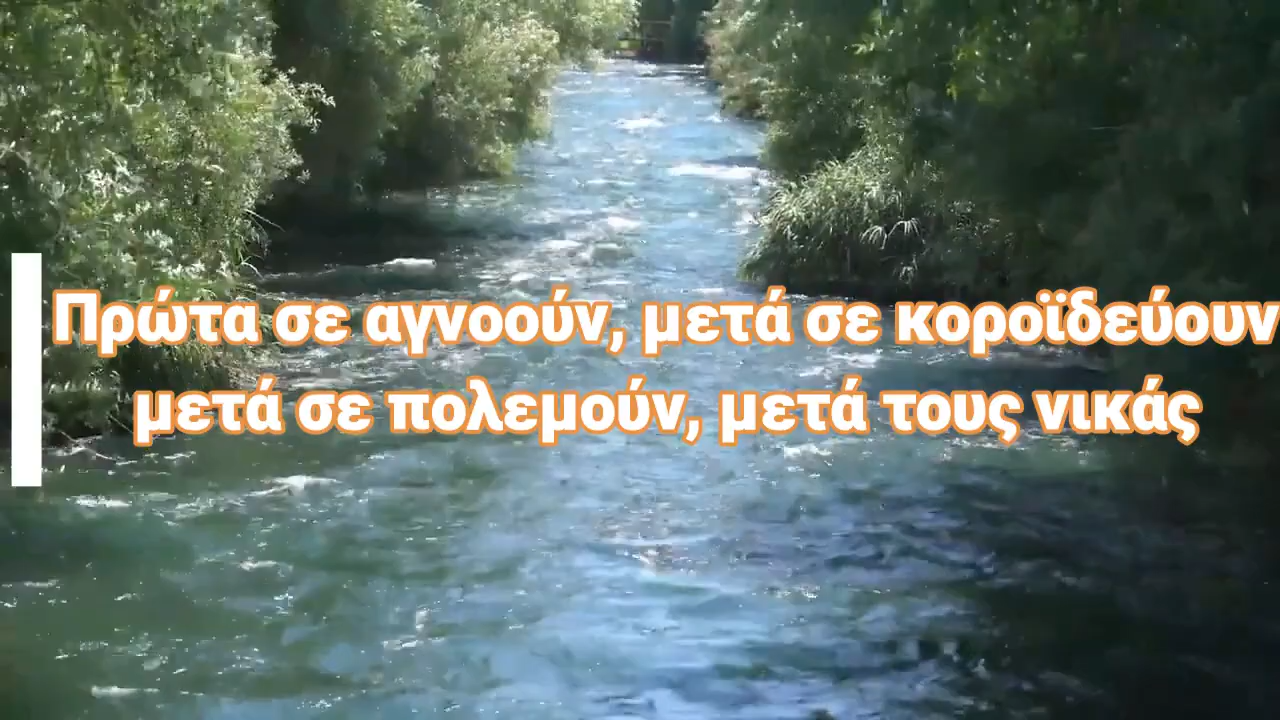 Πρώτα σε αγνοούν, μετά σε κοροϊδεύουν
μετά σε πολεμούν, μετά τους νικάς